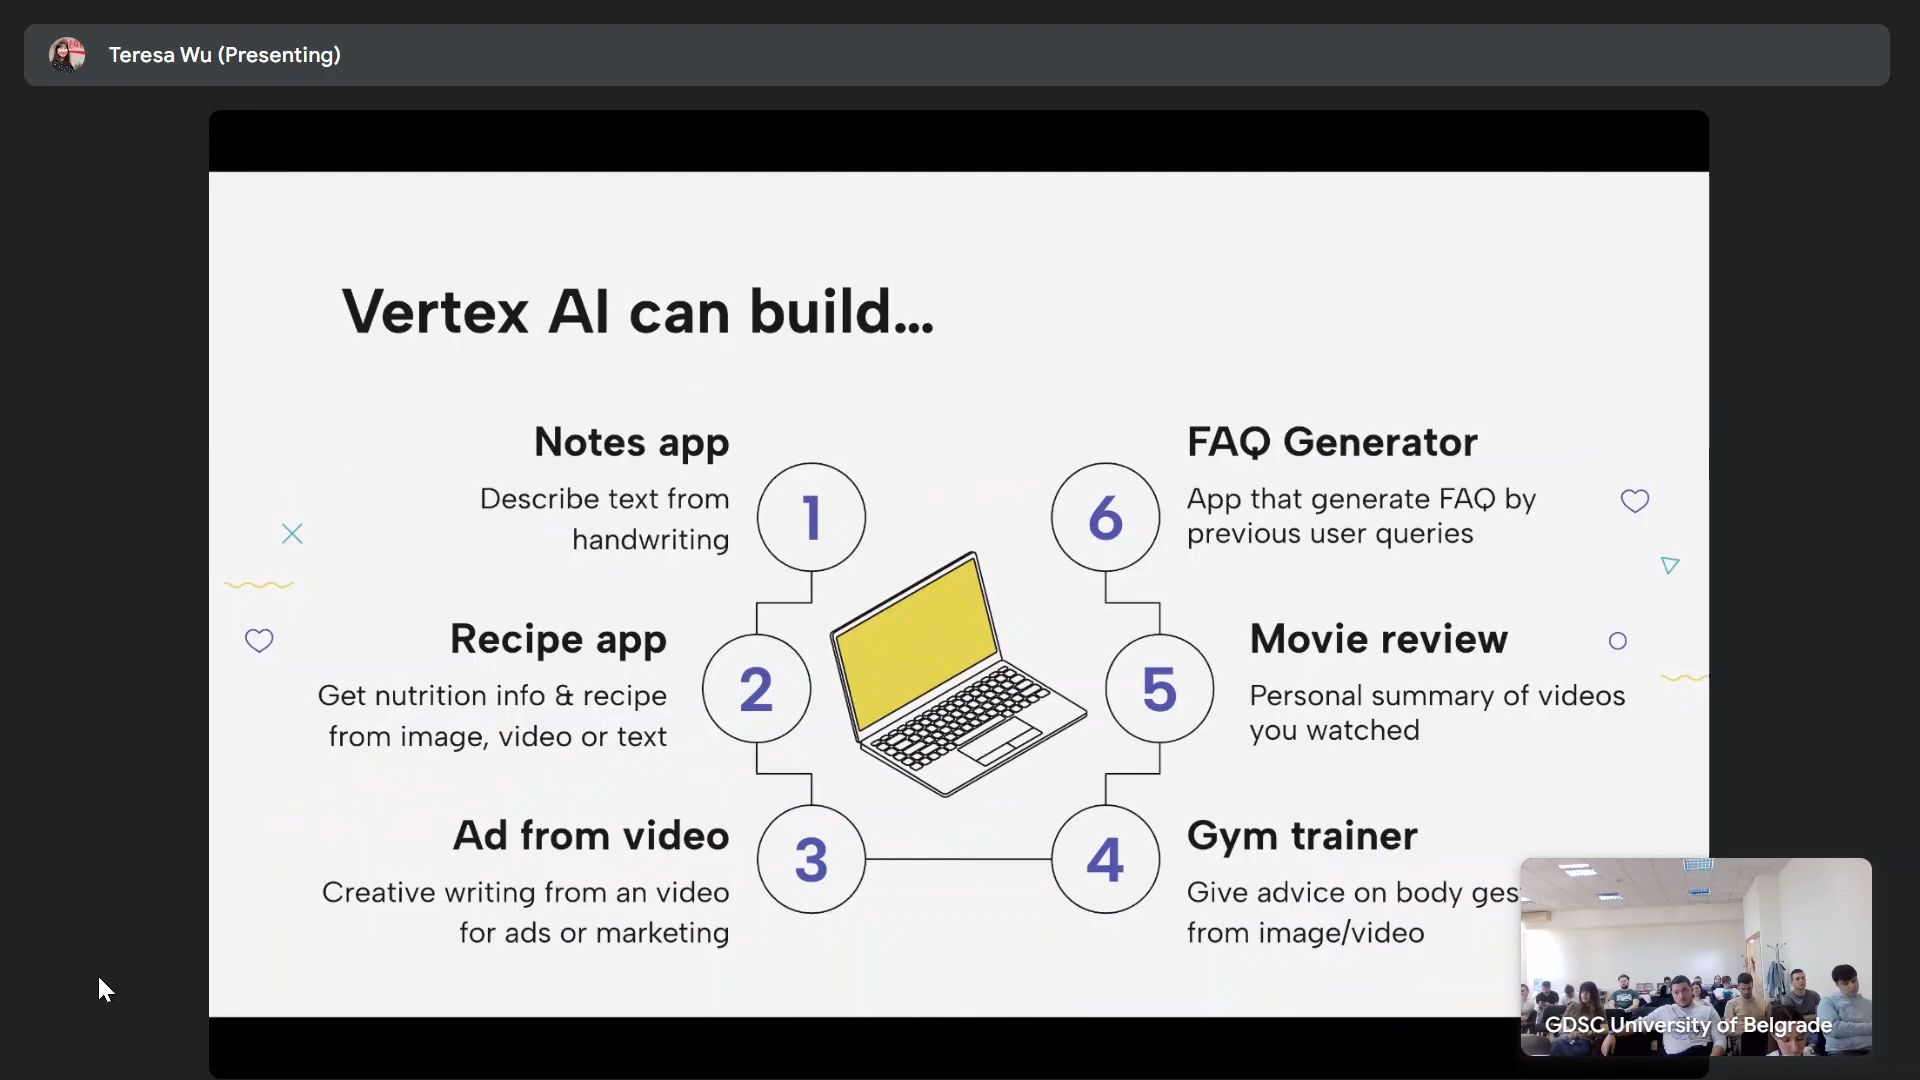 Teresa Wu (Presenting)
Vertex AI can build...
Notes app
Describe text from
handwriting
1
Recipe app
Get nutrition info & recipe
from image, video or text
2
Ad from video
Creative writing from an video
for ads or marketing
3
Gym trainer
Give advice on body ges
from image/video
4
Movie review
Personal summary of videos
you watched
5
FAQ Generator
App that generate FAQ by
previous user queries
6
GDSC University of Belgrade